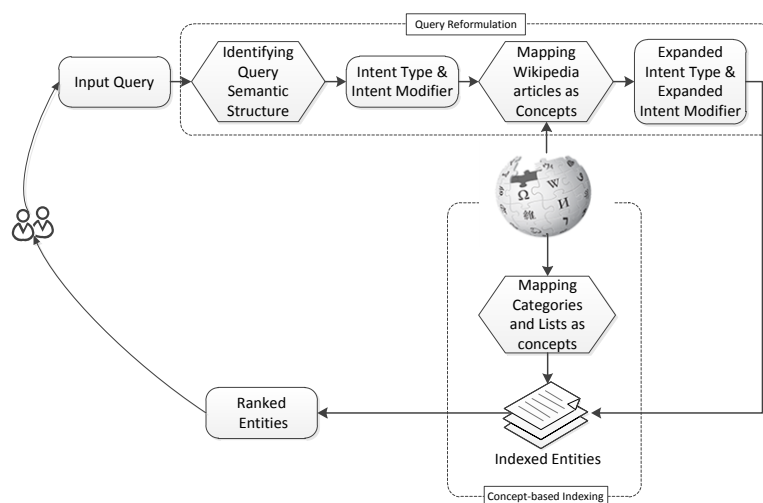 Query Reformulation
Input Query
Identifying
Query
Semantic
Structure
Intent Type &
Intent Modifier
Mapping
Wikipedia
articles as
Concepts
Expanded
Intent Type &
Expanded
Intent Modifier
Ω W
И
Mapping
Categories
and Lists as
concepts
Ranked
Entities
Indexed Entities
Concept-based Indexing